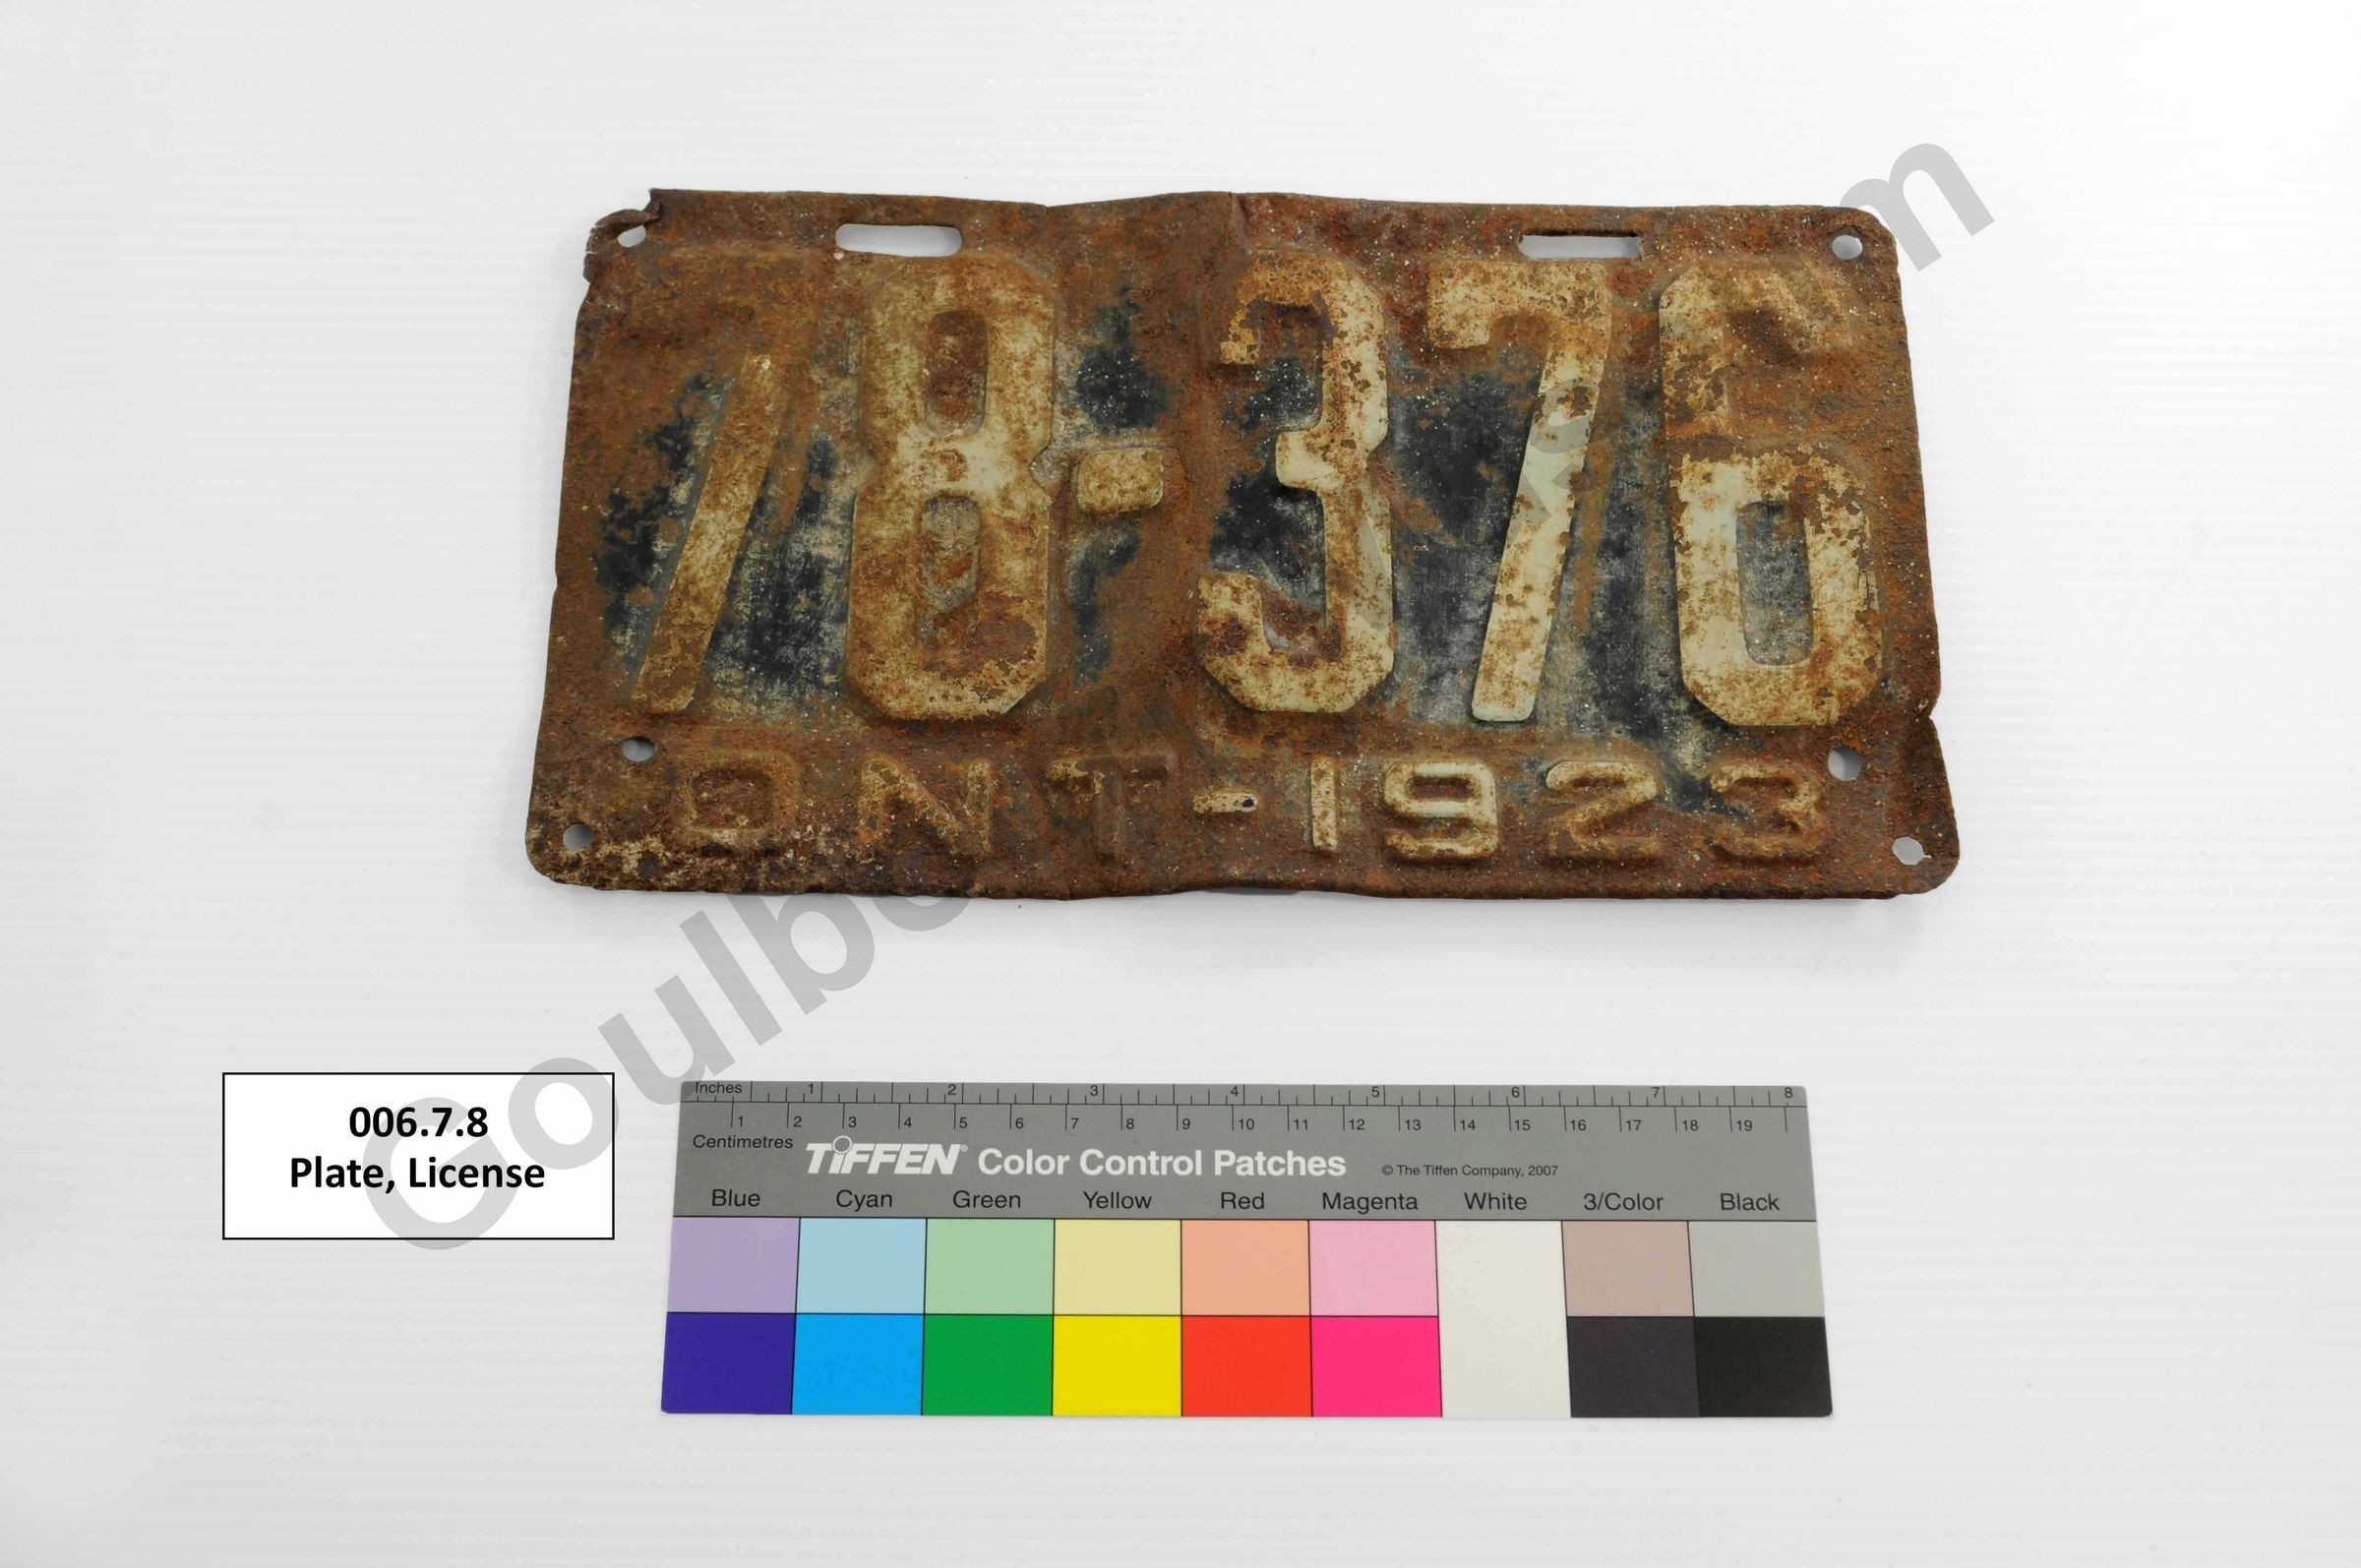 78-376
ONT-1923
006.7.8
Plate, License
Inches 1 2 3 4 5 6 7 8
1 2 3 4 5 6 7 8 9 10 11 12 13 14 15 16 17 18 19
Centimetres
TIFFEN Color Control Patches © The Tiffen Company, 2007
Blue Cyan Green Yellow Red Magenta White 3/Color Black